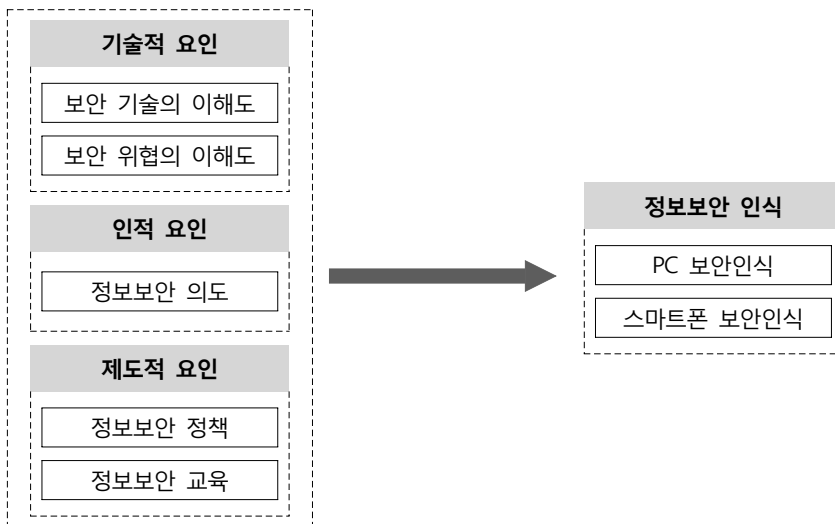 기술적 요인
보안 기술의 이해도
보안 위협의 이해도
인적 요인
정보보안 의도
제도적 요인
정보보안 정책
정보보안 교육
정보보안 인식
PC 보안인식
스마트폰 보안인식